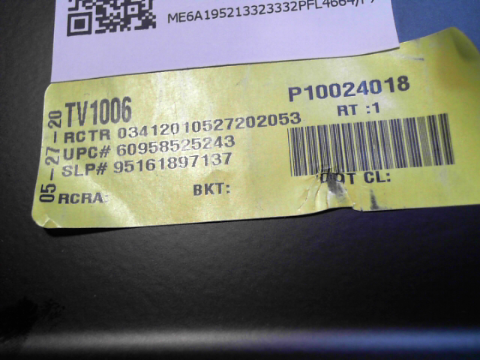 ME6A195213323332PFL4664/P
05-27-20
TV1006
P10024018
RCTR 03412010527202053
RT :1
UPC# 60958525243
SLP# 95161897137
RCRA:
BKT:
DOT CL: